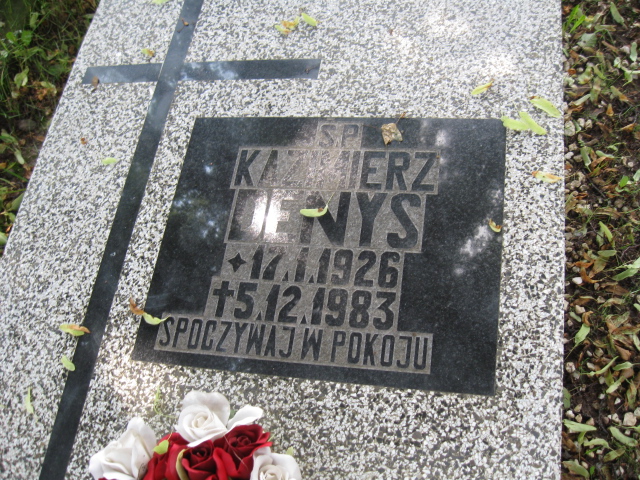 ŚP
KAZIMIERZ
DENYS
✦17.1.1926
✝5.12.1983
SPOCZYWAJ W POKOJU